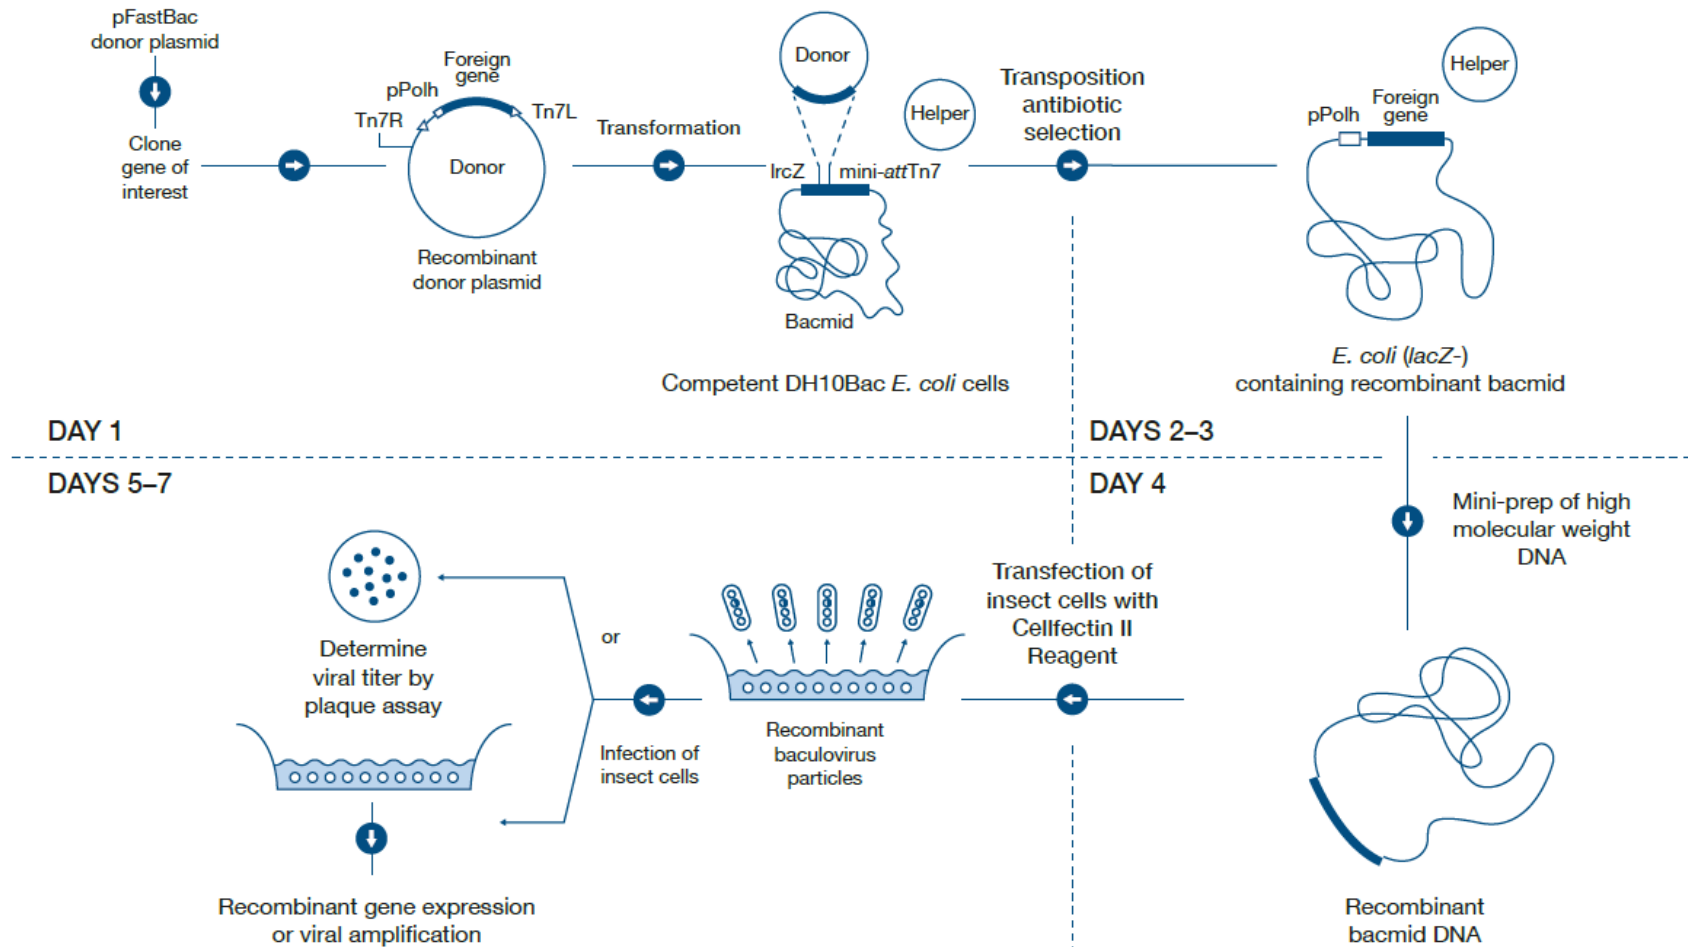 pFastBac
donor plasmid
Clone
gene of
interest
Foreign
gene
pPolh
Tn7R
Tn7L
Donor
Recombinant
donor plasmid
Transformation
Donor
Helper
lrcZ
mini-attTn7
Bacmid
Competent DH10Bac E. coli cells
Transposition
antibiotic
selection
Helper
Foreign
gene
pPolh
E. coli (lacZ-)
containing recombinant bacmid
DAY 1
DAYS 2–3
DAYS 5–7
DAY 4
Mini-prep of high
molecular weight
DNA
Recombinant
bacmid DNA
Transfection of
insect cells with
Cellfectin II
Reagent
Recombinant
baculovirus
particles
Infection of
insect cells
or
Determine
viral titer by
plaque assay
Recombinant gene expression
or viral amplification